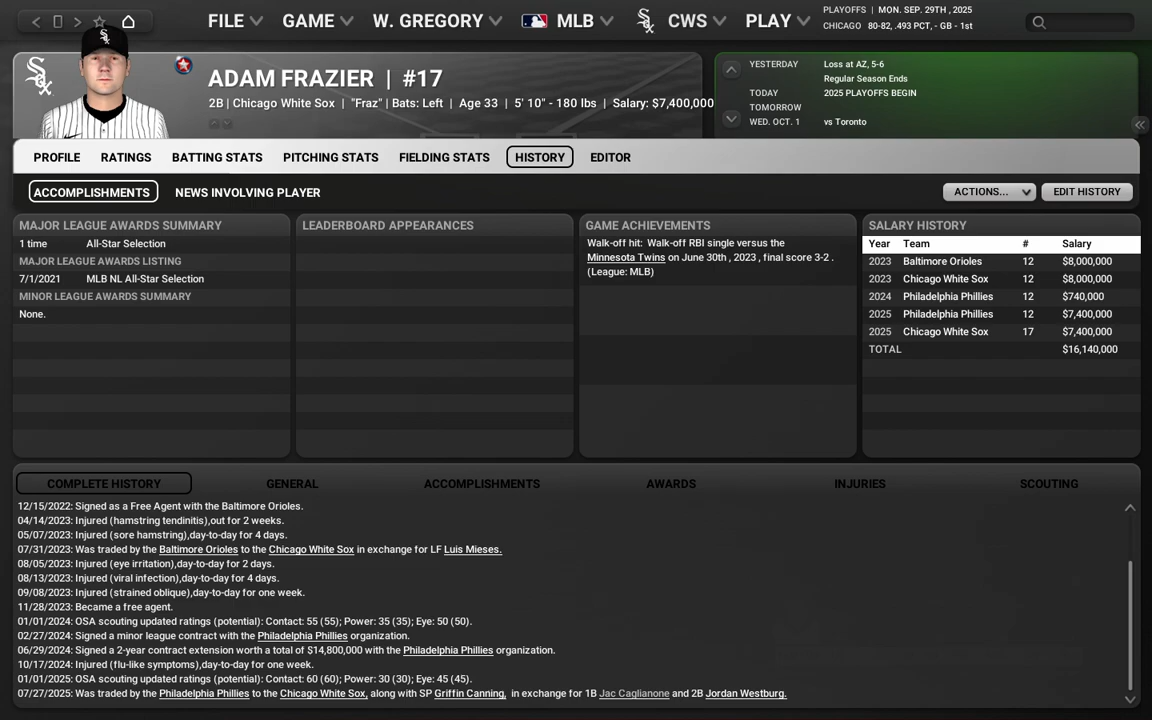 FILE GAME W. GREGORY MLB CWS PLAY
PLAYOFFS | MON. SEP. 29TH , 2025
CHICAGO 80-82, .493 PCT, - GB - 1st
ADAM FRAZIER | #17
2B | Chicago White Sox | "Fraz" | Bats: Left | Age 33 | 5' 10" - 180 lbs | Salary: $7,400,000
YESTERDAY Loss at AZ, 5-6
Regular Season Ends
TODAY 2025 PLAYOFFS BEGIN
TOMORROW
WED. OCT. 1 vs Toronto
PROFILE RATINGS BATTING STATS PITCHING STATS FIELDING STATS HISTORY EDITOR
ACCOMPLISHMENTS NEWS INVOLVING PLAYER ACTIONS... EDIT HISTORY
MAJOR LEAGUE AWARDS SUMMARY
1 time All-Star Selection
MAJOR LEAGUE AWARDS LISTING
7/1/2021 MLB NL All-Star Selection
MINOR LEAGUE AWARDS SUMMARY
None.
LEADERBOARD APPEARANCES
GAME ACHIEVEMENTS
Walk-off hit: Walk-off RBI single versus the
Minnesota Twins on June 30th , 2023 , final score 3-2 .
(League: MLB)
SALARY HISTORY
Year Team # Salary
2023 Baltimore Orioles 12 $8,000,000
2023 Chicago White Sox 12 $8,000,000
2024 Philadelphia Phillies 12 $740,000
2025 Philadelphia Phillies 12 $7,400,000
2025 Chicago White Sox 17 $7,400,000
TOTAL $16,140,000
COMPLETE HISTORY GENERAL ACCOMPLISHMENTS AWARDS INJURIES SCOUTING
12/15/2022: Signed as a Free Agent with the Baltimore Orioles.
04/14/2023: Injured (hamstring tendinitis),out for 2 weeks.
05/07/2023: Injured (sore hamstring),day-to-day for 4 days.
07/31/2023: Was traded by the Baltimore Orioles to the Chicago White Sox in exchange for LF Luis Mieses.
08/05/2023: Injured (eye irritation),day-to-day for 2 days.
08/13/2023: Injured (viral infection),day-to-day for 4 days.
09/08/2023: Injured (strained oblique),day-to-day for one week.
11/28/2023: Became a free agent.
01/01/2024: OSA scouting updated ratings (potential): Contact: 55 (55); Power: 35 (35); Eye: 50 (50).
02/27/2024: Signed a minor league contract with the Philadelphia Phillies organization.
06/29/2024: Signed a 2-year contract extension worth a total of $14,800,000 with the Philadelphia Phillies organization.
10/17/2024: Injured (flu-like symptoms),day-to-day for one week.
01/01/2025: OSA scouting updated ratings (potential): Contact: 60 (60); Power: 30 (30); Eye: 45 (45).
07/27/2025: Was traded by the Philadelphia Phillies to the Chicago White Sox, along with SP Griffin Canning, in exchange for 1B Jac Caglianone and 2B Jordan Westburg.